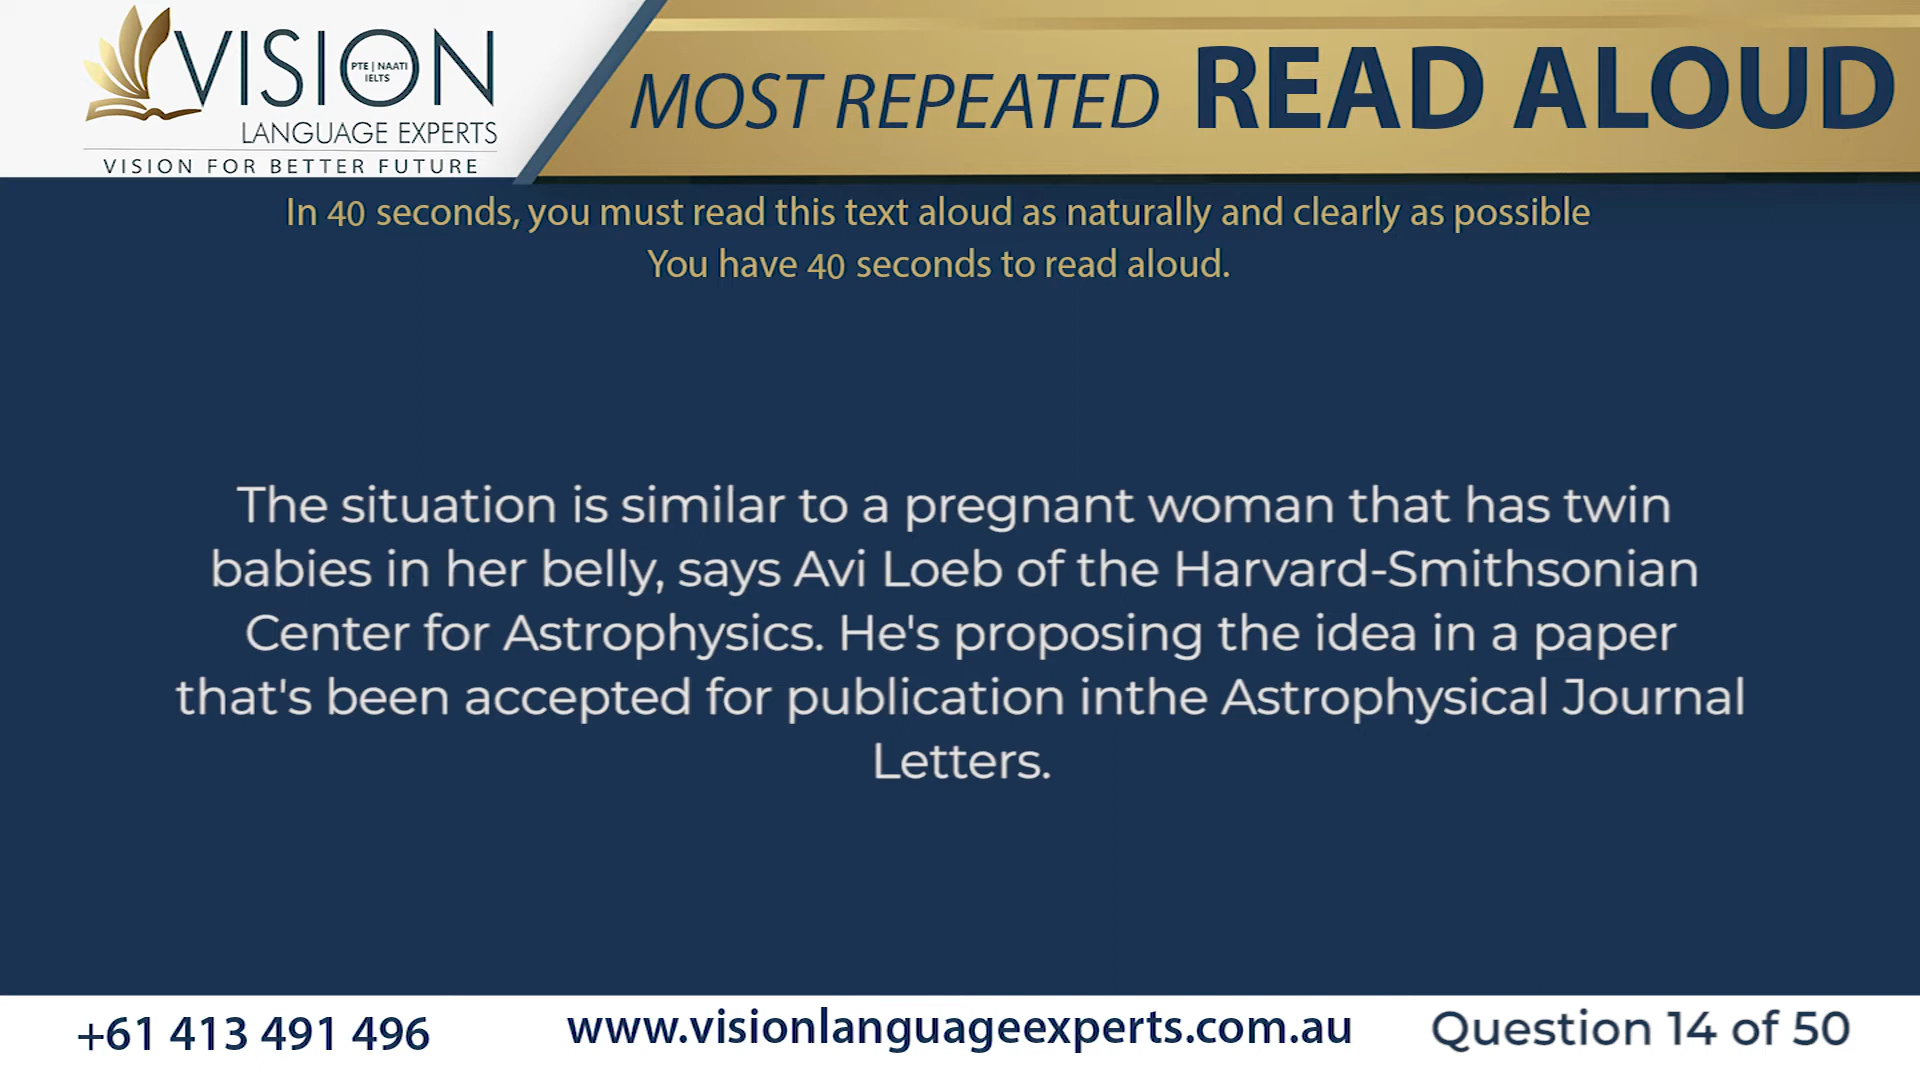 VISION
PTE | NAATI
IELTS
LANGUAGE EXPERTS
VISION FOR BETTER FUTURE
MOST REPEATED READ ALOUD
In 40 seconds, you must read this text aloud as naturally and clearly as possible
You have 40 seconds to read aloud.
The situation is similar to a pregnant woman that has twin
babies in her belly, says Avi Loeb of the Harvard-Smithsonian
Center for Astrophysics. He's proposing the idea in a paper
that's been accepted for publication inthe Astrophysical Journal
Letters.
+61 413 491 496
www.visionlanguageexperts.com.au
Question 14 of 50